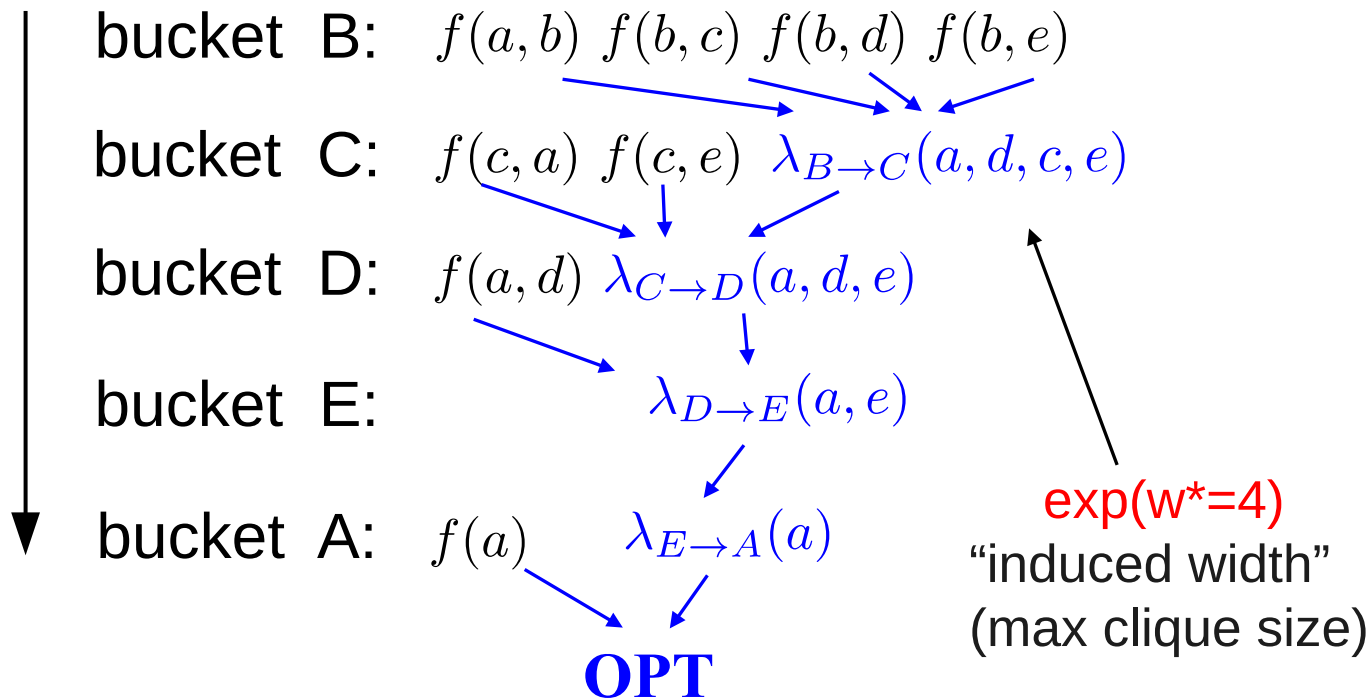 bucket B: f(a, b) f(b, c) f(b, d) f(b, e)
bucket C: f(c, a) f(c, e) λ_{B→C}(a, d, c, e)
bucket D: f(a, d) λ_{C→D}(a, d, e)
bucket E: λ_{D→E}(a, e)
bucket A: f(a) λ_{E→A}(a)
OPT
exp(w*=4)
“induced width”
(max clique size)